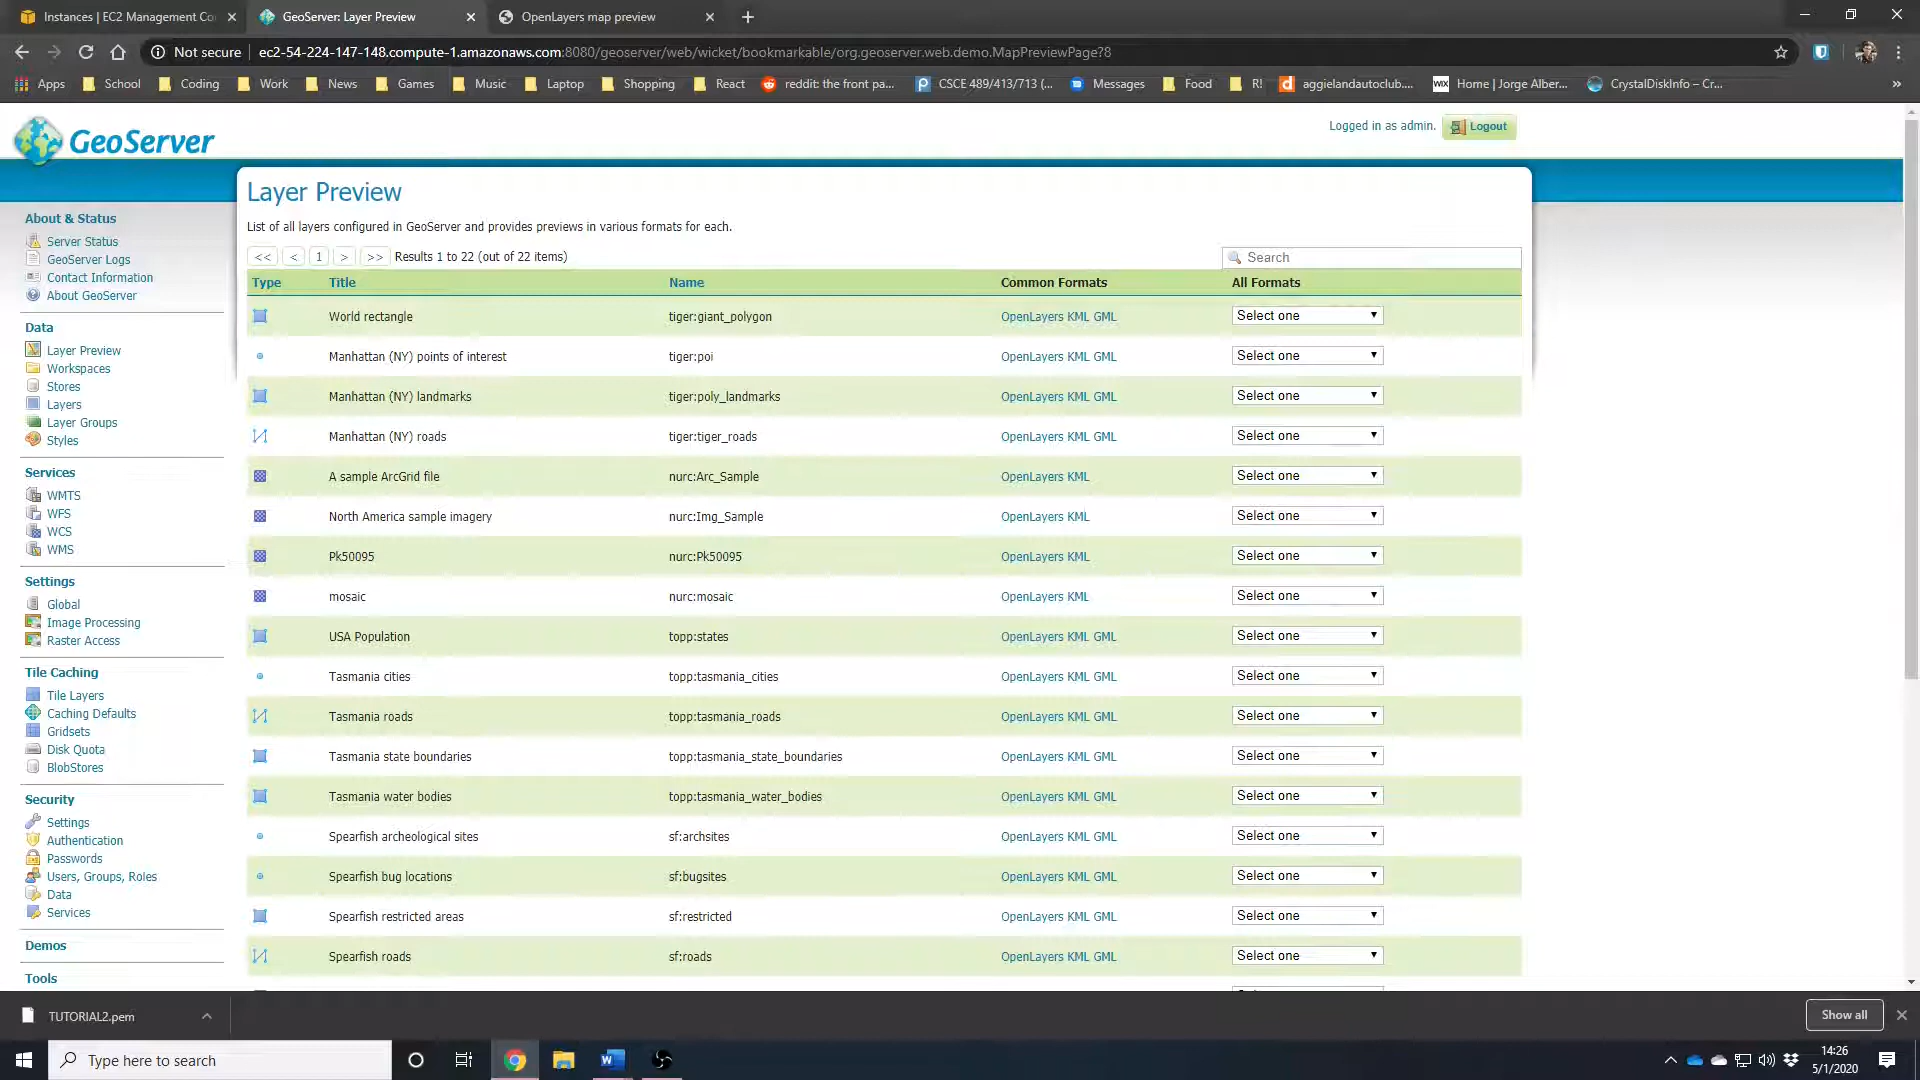 Instances | EC2 Management Co
GeoServer: Layer Preview
OpenLayers map preview
Not secure
ec2-54-224-147-148.compute-1.amazonaws.com:8080/geoserver/web/wicket/bookmarkable/org.geoserver.web.demo.MapPreviewPage?8
Apps
School
Coding
Work
News
Games
Music
Laptop
Shopping
React
reddit: the front pa...
CSCE 489/413/713 (...
Messages
Food
R!
aggielandautoclub....
WIX
Home | Jorge Alber...
CrystalDiskInfo – Cr...
GeoServer
Logged in as admin.
Logout
About & Status
Server Status
GeoServer Logs
Contact Information
About GeoServer
Data
Layer Preview
Workspaces
Stores
Layers
Layer Groups
Styles
Services
WMTS
WFS
WCS
WMS
Settings
Global
Image Processing
Raster Access
Tile Caching
Tile Layers
Caching Defaults
Gridsets
Disk Quota
BlobStores
Security
Settings
Authentication
Passwords
Users, Groups, Roles
Data
Services
Demos
Tools
Layer Preview
List of all layers configured in GeoServer and provides previews in various formats for each.
<< < 1 > >> Results 1 to 22 (out of 22 items)
Search
Type Title Name Common Formats All Formats
World rectangle tiger:giant_polygon OpenLayers KML GML Select one
Manhattan (NY) points of interest tiger:poi OpenLayers KML GML Select one
Manhattan (NY) landmarks tiger:poly_landmarks OpenLayers KML GML Select one
Manhattan (NY) roads tiger:tiger_roads OpenLayers KML GML Select one
A sample ArcGrid file nurc:Arc_Sample OpenLayers KML Select one
North America sample imagery nurc:Img_Sample OpenLayers KML Select one
Pk50095 nurc:Pk50095 OpenLayers KML Select one
mosaic nurc:mosaic OpenLayers KML Select one
USA Population topp:states OpenLayers KML GML Select one
Tasmania cities topp:tasmania_cities OpenLayers KML GML Select one
Tasmania roads topp:tasmania_roads OpenLayers KML GML Select one
Tasmania state boundaries topp:tasmania_state_boundaries OpenLayers KML GML Select one
Tasmania water bodies topp:tasmania_water_bodies OpenLayers KML GML Select one
Spearfish archeological sites sf:archsites OpenLayers KML GML Select one
Spearfish bug locations sf:bugsites OpenLayers KML GML Select one
Spearfish restricted areas sf:restricted OpenLayers KML GML Select one
Spearfish roads sf:roads OpenLayers KML GML Select one
TUTORIAL2.pem
Show all
Type here to search
14:26
5/1/2020